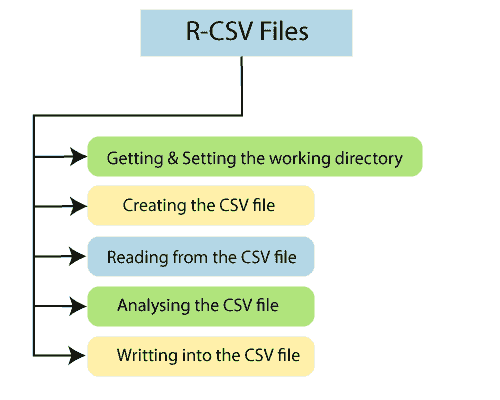 R-CSV Files
Getting & Setting the working directory
Creating the CSV file
Reading from the CSV file
Analysing the CSV file
Writting into the CSV file